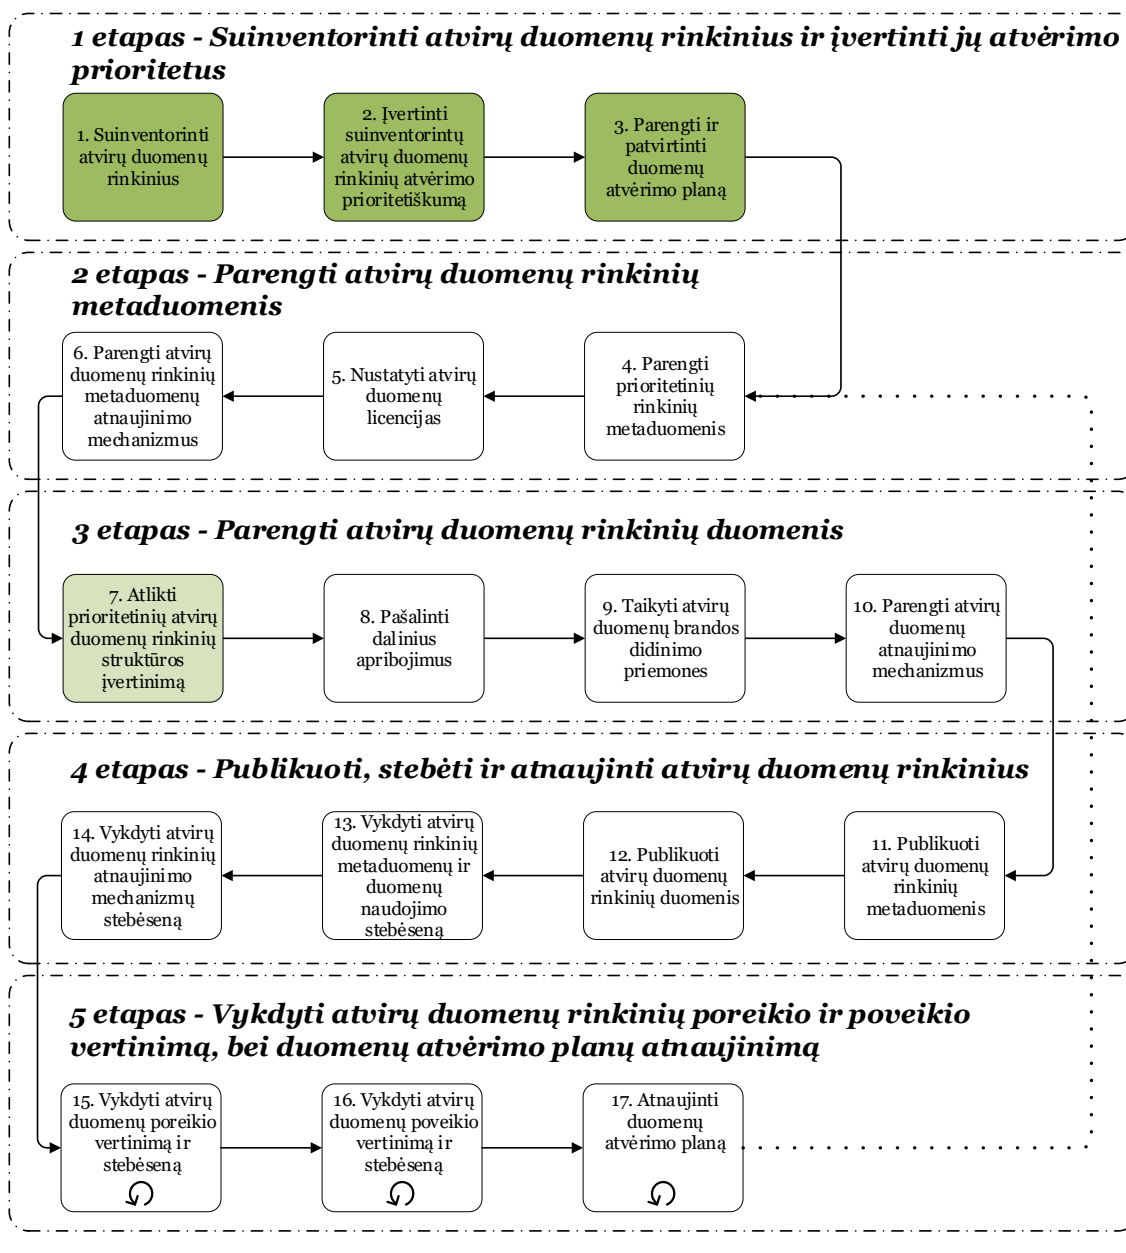 1 etapas - Suinventorinti atvirų duomenų rinkinius ir įvertinti jų atvėrimo
prioritetus
1. Suinventorinti
atvirų duomenų
rinkinius
2. Įvertinti
suinventorintų
atvirų duomenų
rinkinių atvėrimo
prioritetiškumą
3. Parengti ir
patvirtinti
duomenų
atvėrimo planą
2 etapas - Parengti atvirų duomenų rinkinių
metaduomenis
6. Parengti atvirų
duomenų rinkinių
metaduomenų
atnaujinimo
mechanizmus
5. Nustatyti atvirų
duomenų
licencijas
4. Parengti
prioritetinių
rinkinių
metaduomenis
3 etapas - Parengti atvirų duomenų rinkinių duomenis
7. Atlikti
prioritetinių atvirų
duomenų rinkinių
struktūros
įvertinimą
8. Pašalinti
dalinius
apribojimus
9. Taikyti atvirų
duomenų brandos
didinimo
priemones
10. Parengti atvirų
duomenų
atnaujinimo
mechanizmus
4 etapas - Publikuoti, stebėti ir atnaujinti atvirų duomenų rinkinius
14. Vykdyti atvirų
duomenų rinkinių
atnaujinimo
mechanizmų
stebėseną
13. Vykdyti atvirų
duomenų rinkinių
metaduomenų ir
duomenų
naudojimo
stebėseną
12. Publikuoti
atvirų duomenų
rinkinių duomenis
11. Publikuoti
atvirų duomenų
rinkinių
metaduomenis
5 etapas - Vykdyti atvirų duomenų rinkinių poreikio ir poveikio
vertinimą, bei duomenų atvėrimo planų atnaujinimą
15. Vykdyti atvirų
duomenų poreikio
vertinimą ir
stebėseną
16. Vykdyti atvirų
duomenų poveikio
vertinimą ir
stebėseną
17. Atnaujinti
duomenų
atvėrimo planą